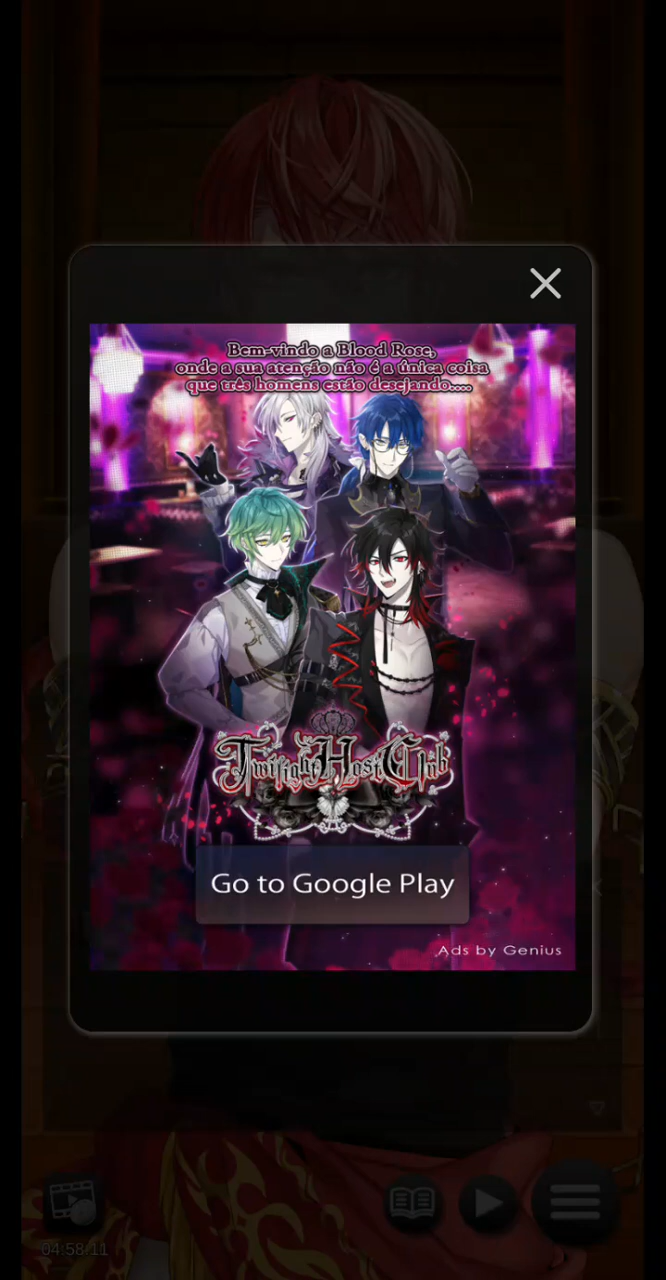 Bem-vindo a Blood Rose,
onde a sua atenção não é a única coisa
que três homens estão desejando....
Twilight Host Club
Go to Google Play
Ads by Genius
04:58:11